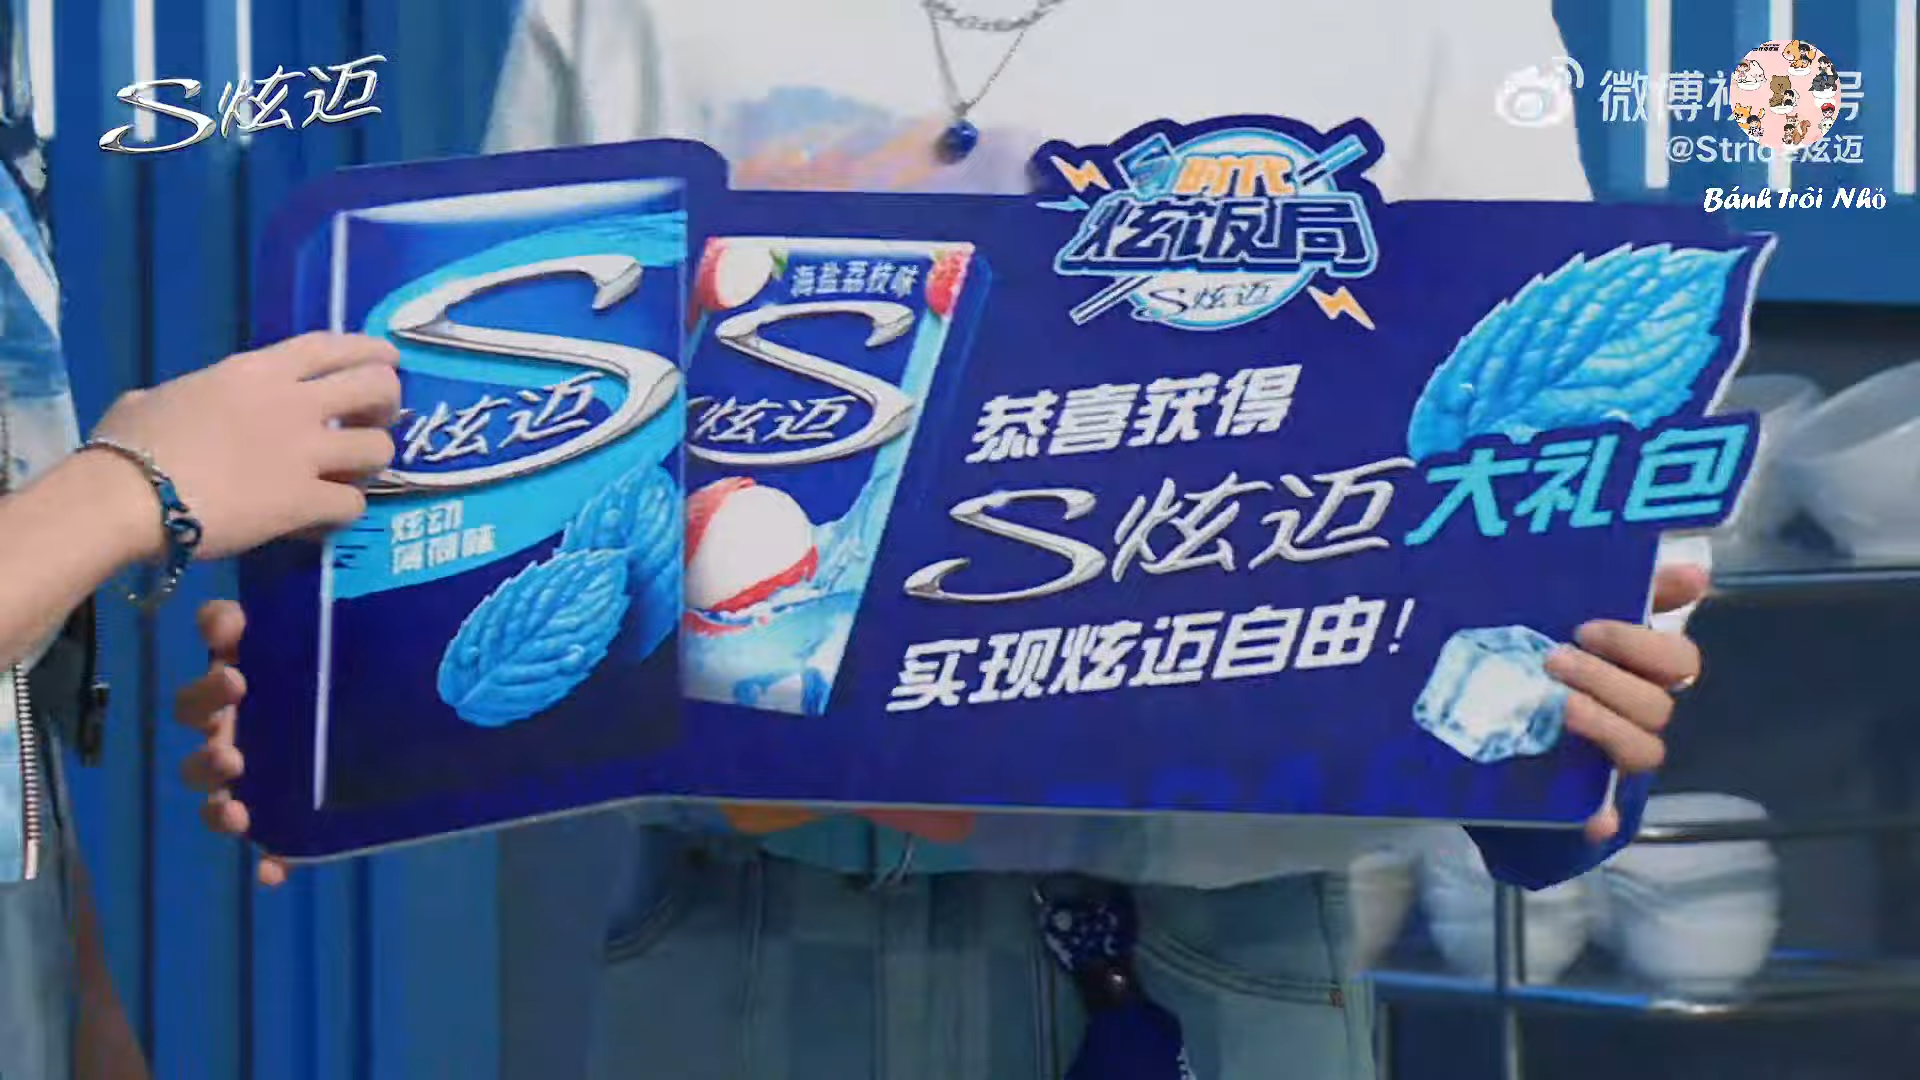 S炫迈
微博视 号
@Stride炫迈
Bánh Trôi Nhỏ
时代
炫饭局
S炫迈
海盐荔枝味
炫迈
炫迈
炫动
薄荷味
恭喜获得
S炫迈大礼包
实现炫迈自由!